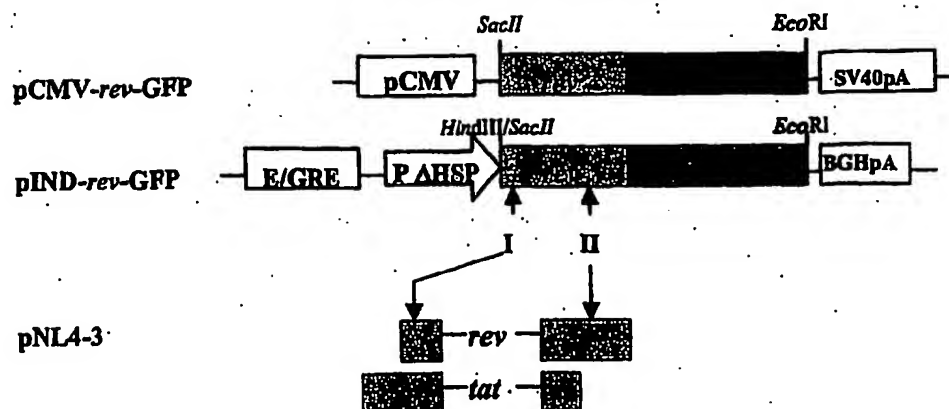 SacII EcoRI
pCMV-rev-GFP pCMV SV40pA
HindIII/SacII EcoRI
pIND-rev-GFP E/GRE P ΔHSP BGHpA
I II
pNL4-3 rev
tat